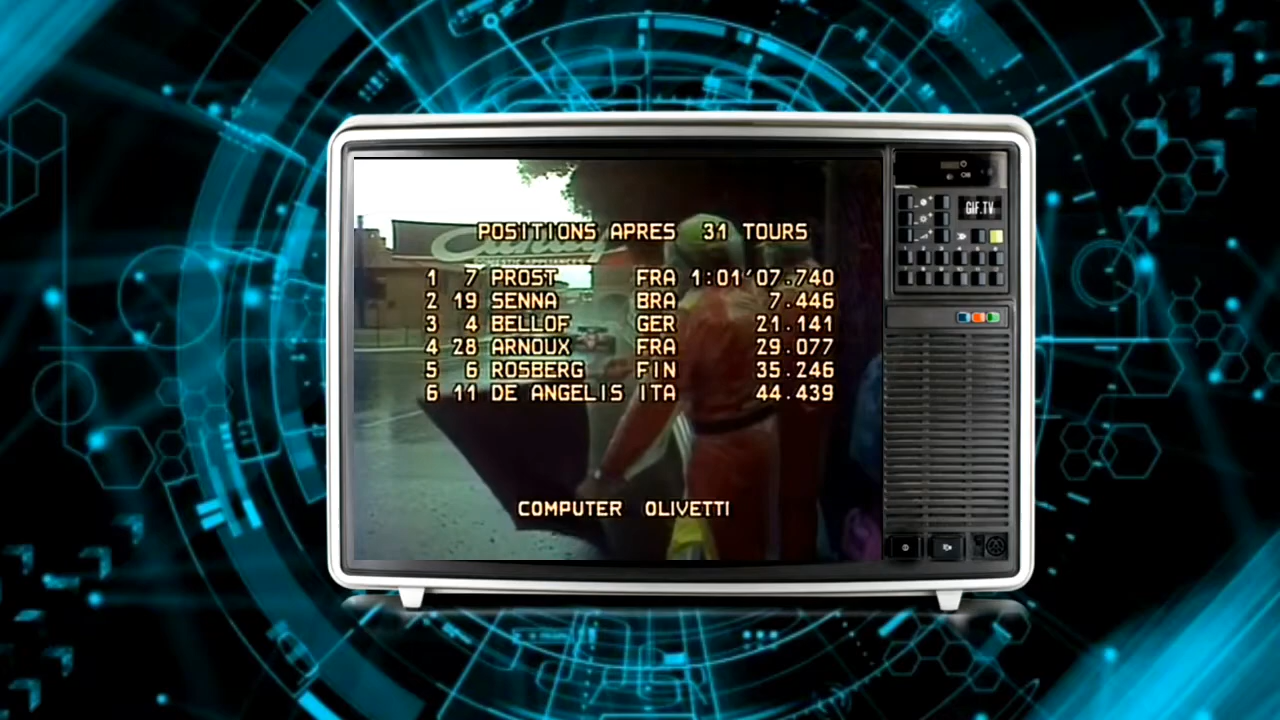 GIF.TV
POSITIONS APRES 31 TOURS
1 7 PROST FRA 1:01'07.740
2 19 SENNA BRA 7.446
3 4 BELLOF GER 21.141
4 28 ARNOUX FRA 29.077
5 6 ROSBERG FIN 35.246
6 11 DE ANGELIS ITA 44.439
DOMESTIC APPLIANCES
COMPUTER OLIVETTI